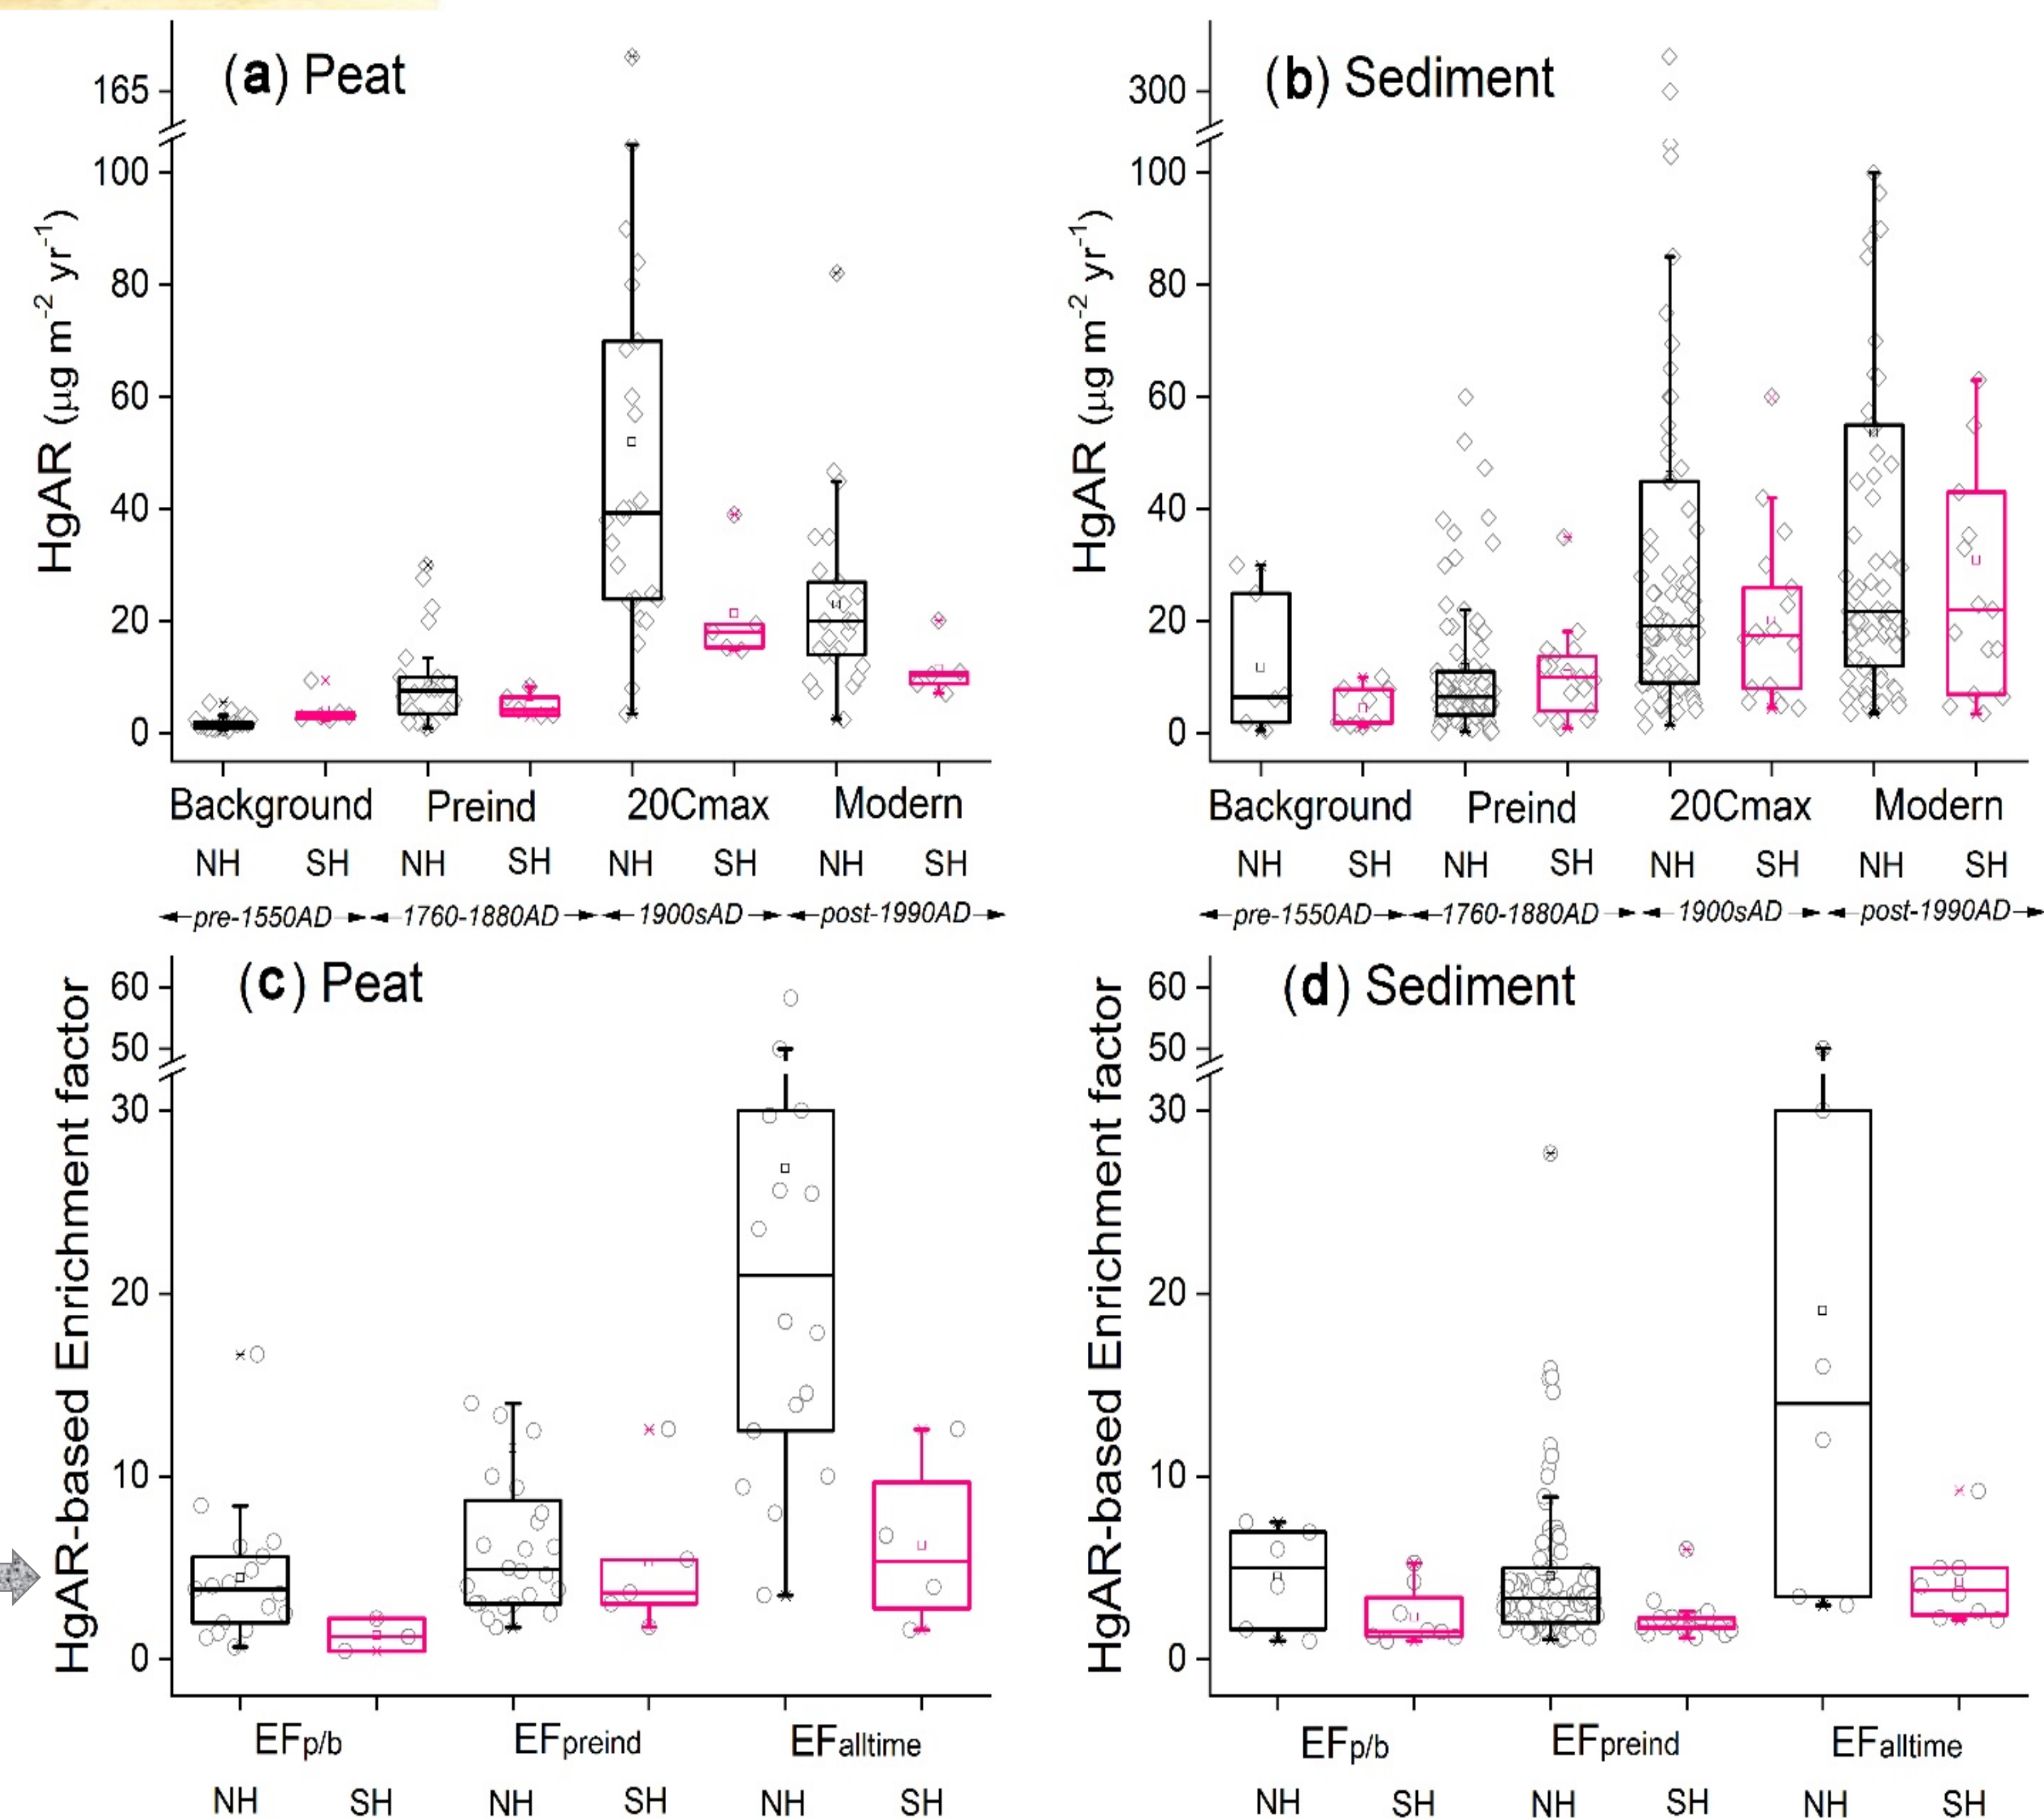 (a) Peat
165
100
80
60
40
20
0
HgAR (µg m-2 yr-1)
Background Preind 20Cmax Modern
NH SH NH SH NH SH NH SH
pre-1550AD 1760-1880AD 1900sAD post-1990AD
(b) Sediment
300
100
80
60
40
20
0
HgAR (µg m-2 yr-1)
Background Preind 20Cmax Modern
NH SH NH SH NH SH NH SH
pre-1550AD 1760-1880AD 1900sAD post-1990AD
(c) Peat
60
50
30
20
10
0
HgAR-based Enrichment factor
EFp/b EFpreind EFalltime
NH SH NH SH NH SH
(d) Sediment
60
50
30
20
10
0
HgAR-based Enrichment factor
EFp/b EFpreind EFalltime
NH SH NH SH NH SH